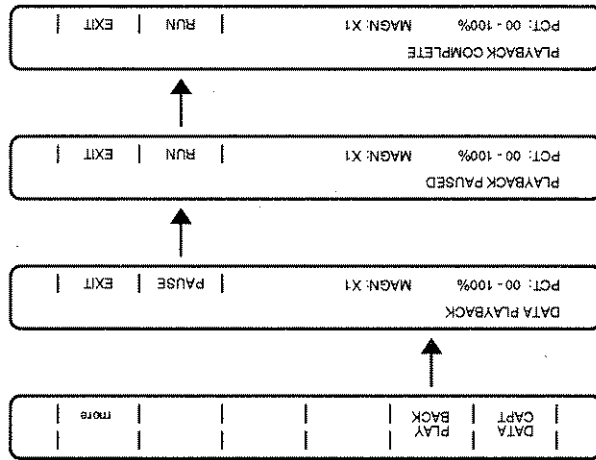 DATA PLAY
CAPT BACK more
DATA PLAYBACK
PCT: 00 - 100% MAGN: X1 PAUSE EXIT
PLAYBACK PAUSED
PCT: 00 - 100% MAGN: X1 RUN EXIT
PLAYBACK COMPLETE
PCT: 00 - 100% MAGN: X1 RUN EXIT